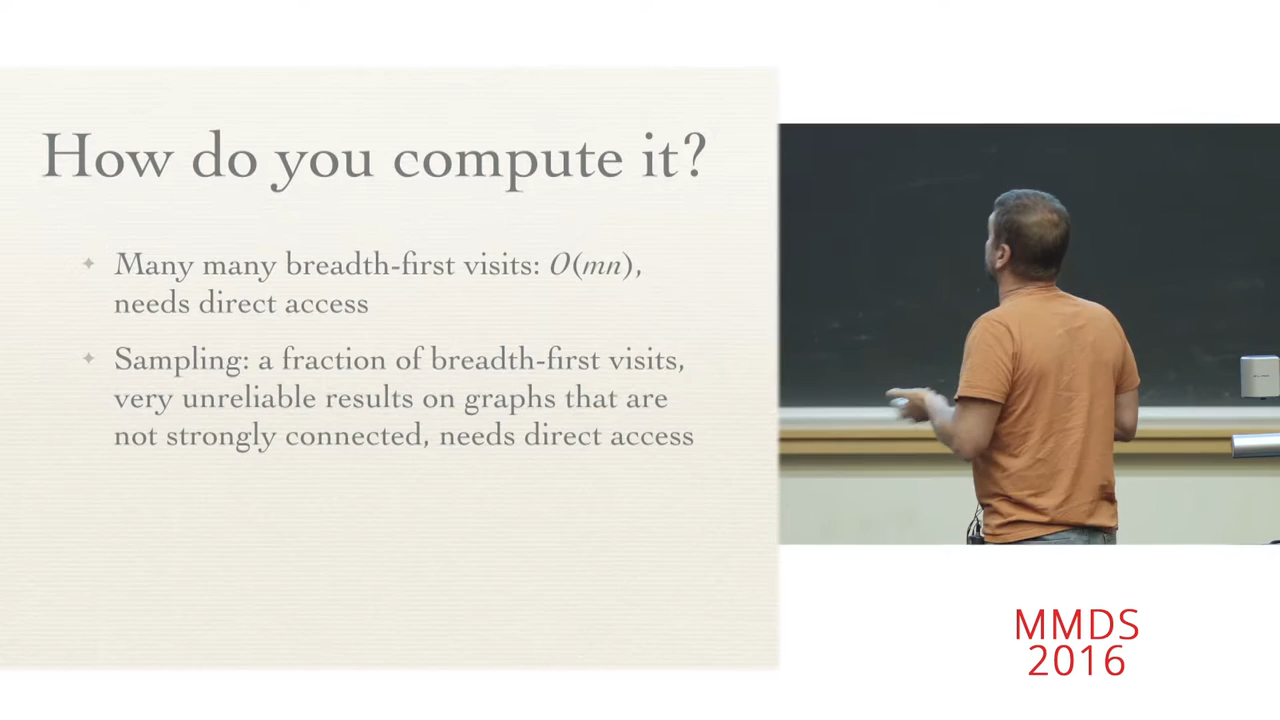 How do you compute it?
Many many breadth-first visits: O(mn),
needs direct access
Sampling: a fraction of breadth-first visits,
very unreliable results on graphs that are
not strongly connected, needs direct access
MMDS
2016